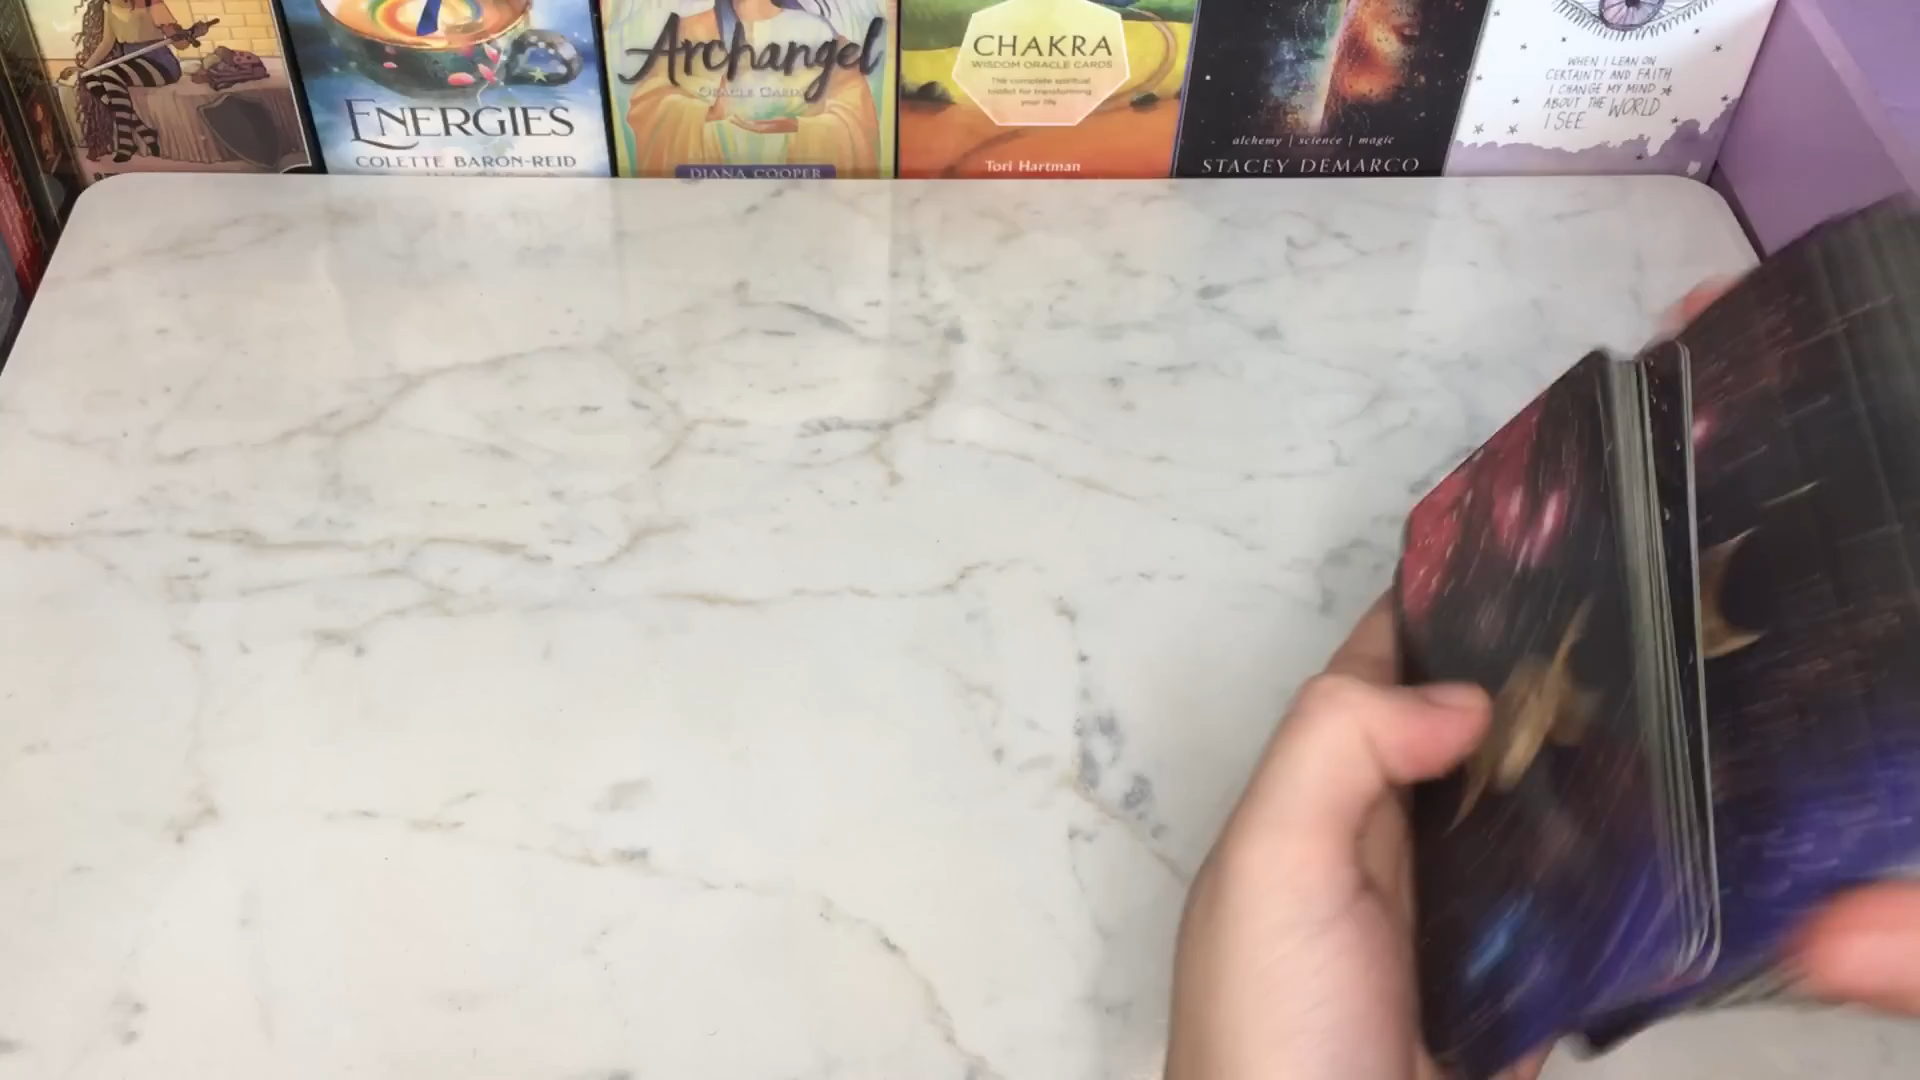 ENERGIES
COLETTE BARON-REID
Archangel
ORACLE CARDS
DIANA COOPER
CHAKRA
WISDOM ORACLE CARDS
The complete spiritual
toolkit for transforming
your life
Tori Hartman
alchemy | science | magic
STACEY DEMARCO
WHEN I LEAN ON
CERTAINTY AND FAITH
I CHANGE MY MIND
ABOUT THE WORLD
I SEE.